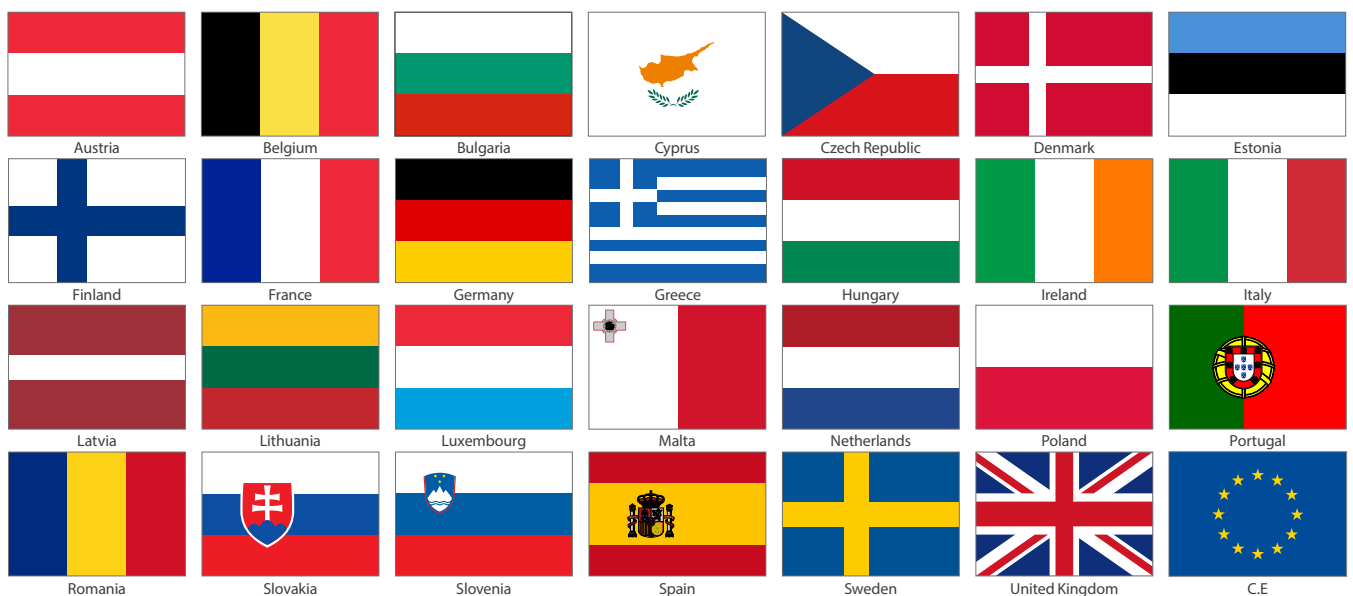 Austria
Belgium
Bulgaria
Cyprus
Czech Republic
Denmark
Estonia
Finland
France
Germany
Greece
Hungary
Ireland
Italy
Latvia
Lithuania
Luxembourg
Malta
Netherlands
Poland
Portugal
Romania
Slovakia
Slovenia
Spain
Sweden
United Kingdom
C.E